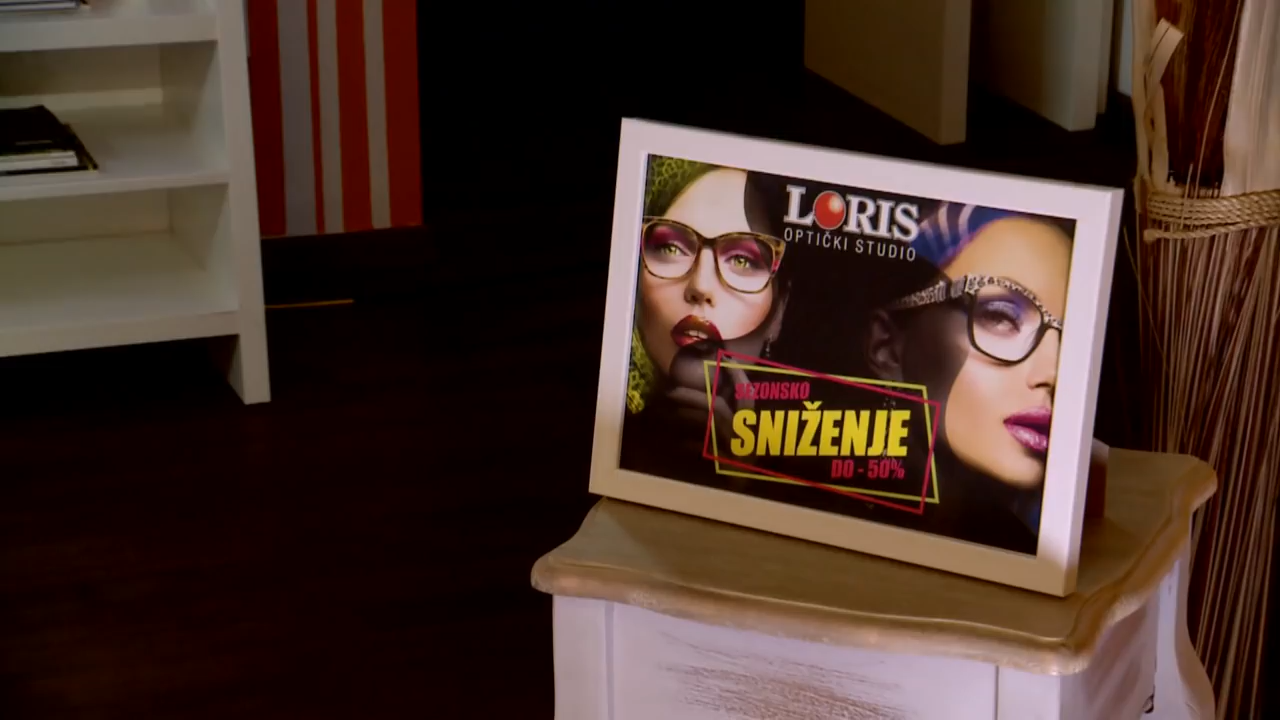 LORIS
OPTIČKI STUDIO
SEZONSKO
SNIŽENJE
DO - 50%